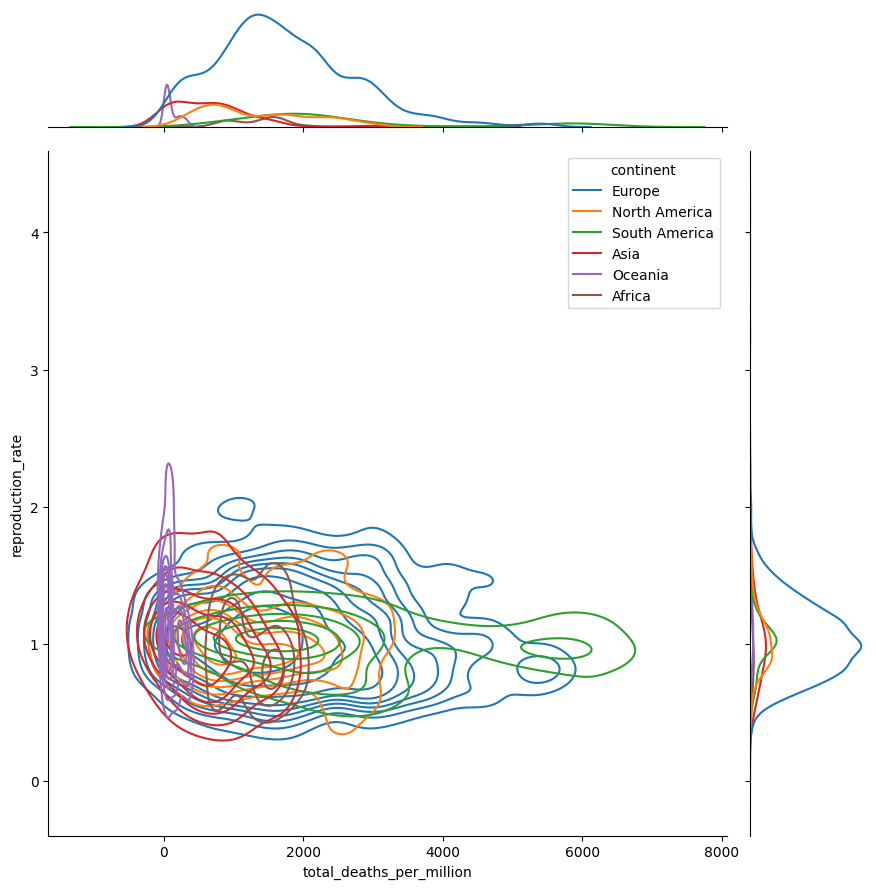 continent
Europe
North America
South America
Asia
Oceania
Africa
4
3
2
1
0
reproduction_rate
0
2000
4000
6000
8000
total_deaths_per_million